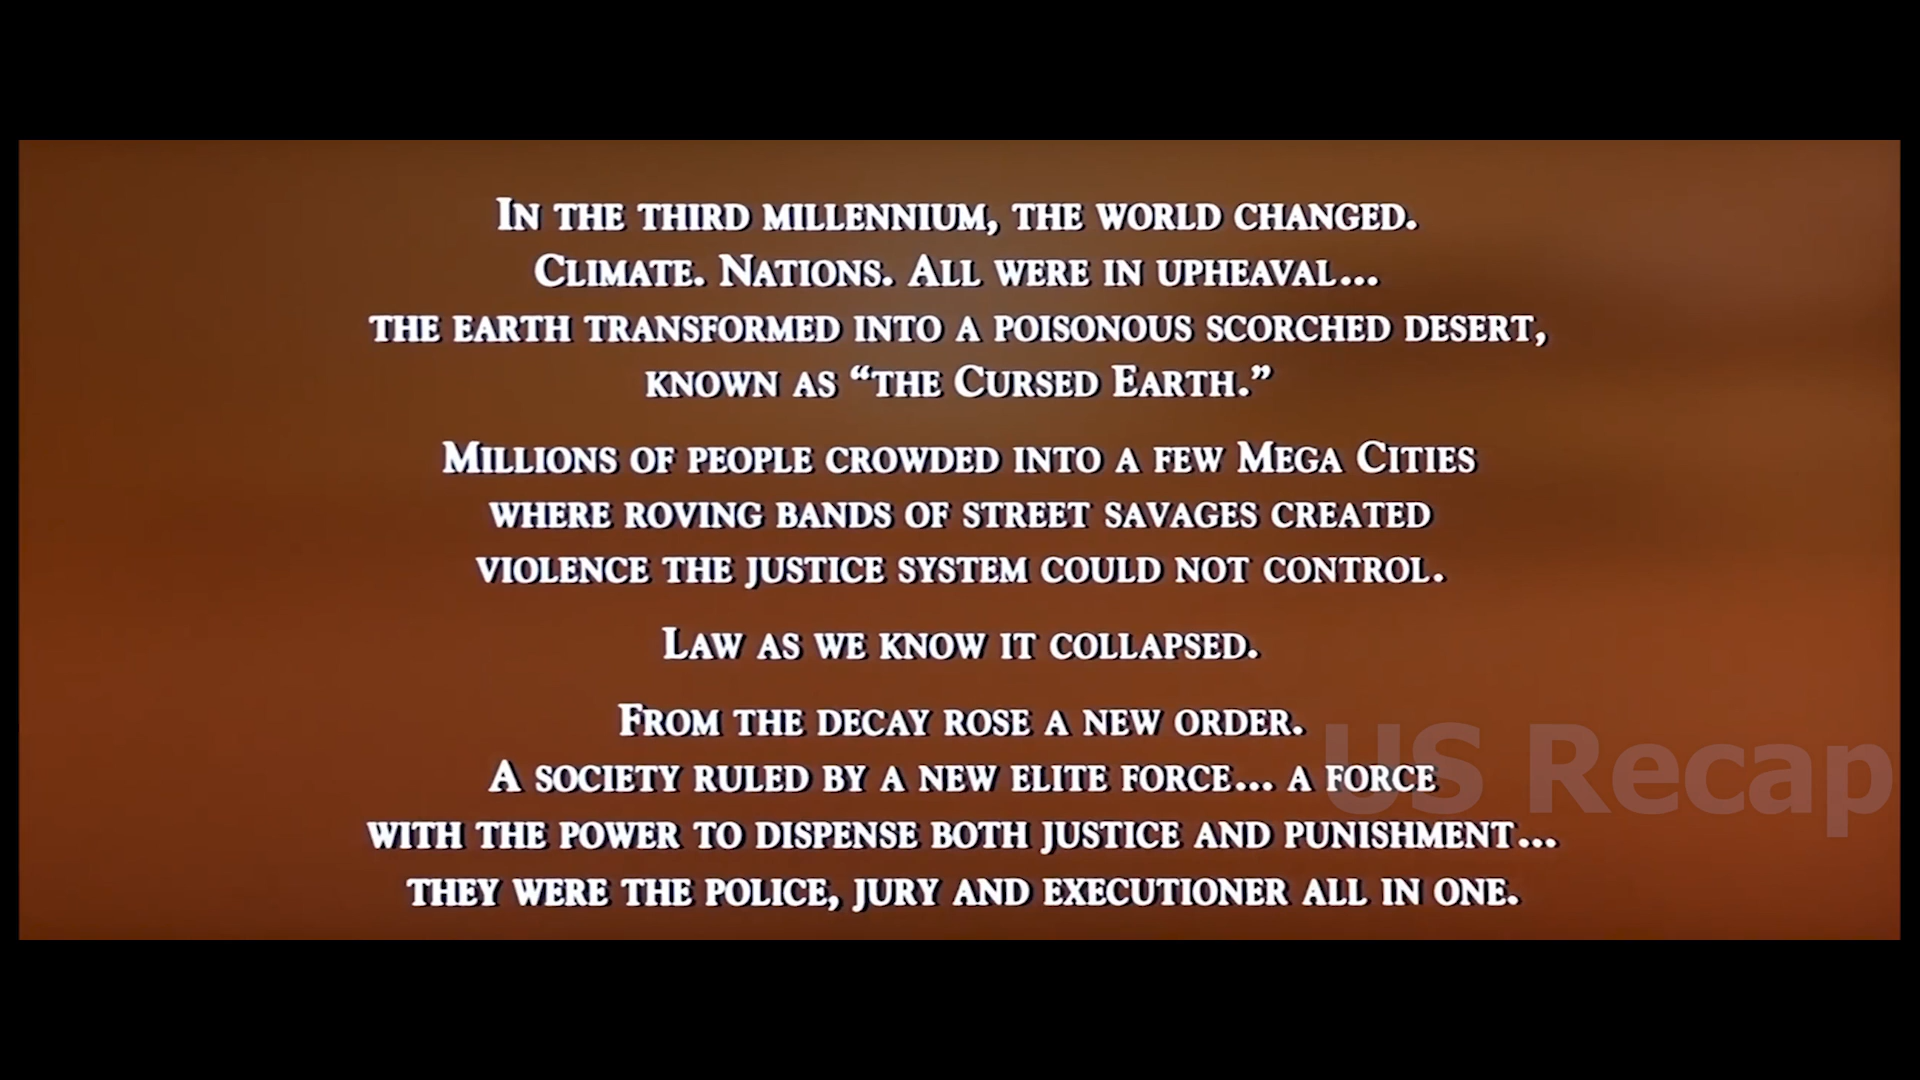 In the third millennium, the world changed.
Climate. Nations. All were in upheaval...
the earth transformed into a poisonous scorched desert,
known as “the Cursed Earth.”
Millions of people crowded into a few Mega Cities
where roving bands of street savages created
violence the justice system could not control.
Law as we know it collapsed.
From the decay rose a new order.
A society ruled by a new elite force... a force
with the power to dispense both justice and punishment...
they were the police, jury and executioner all in one.
US Recap